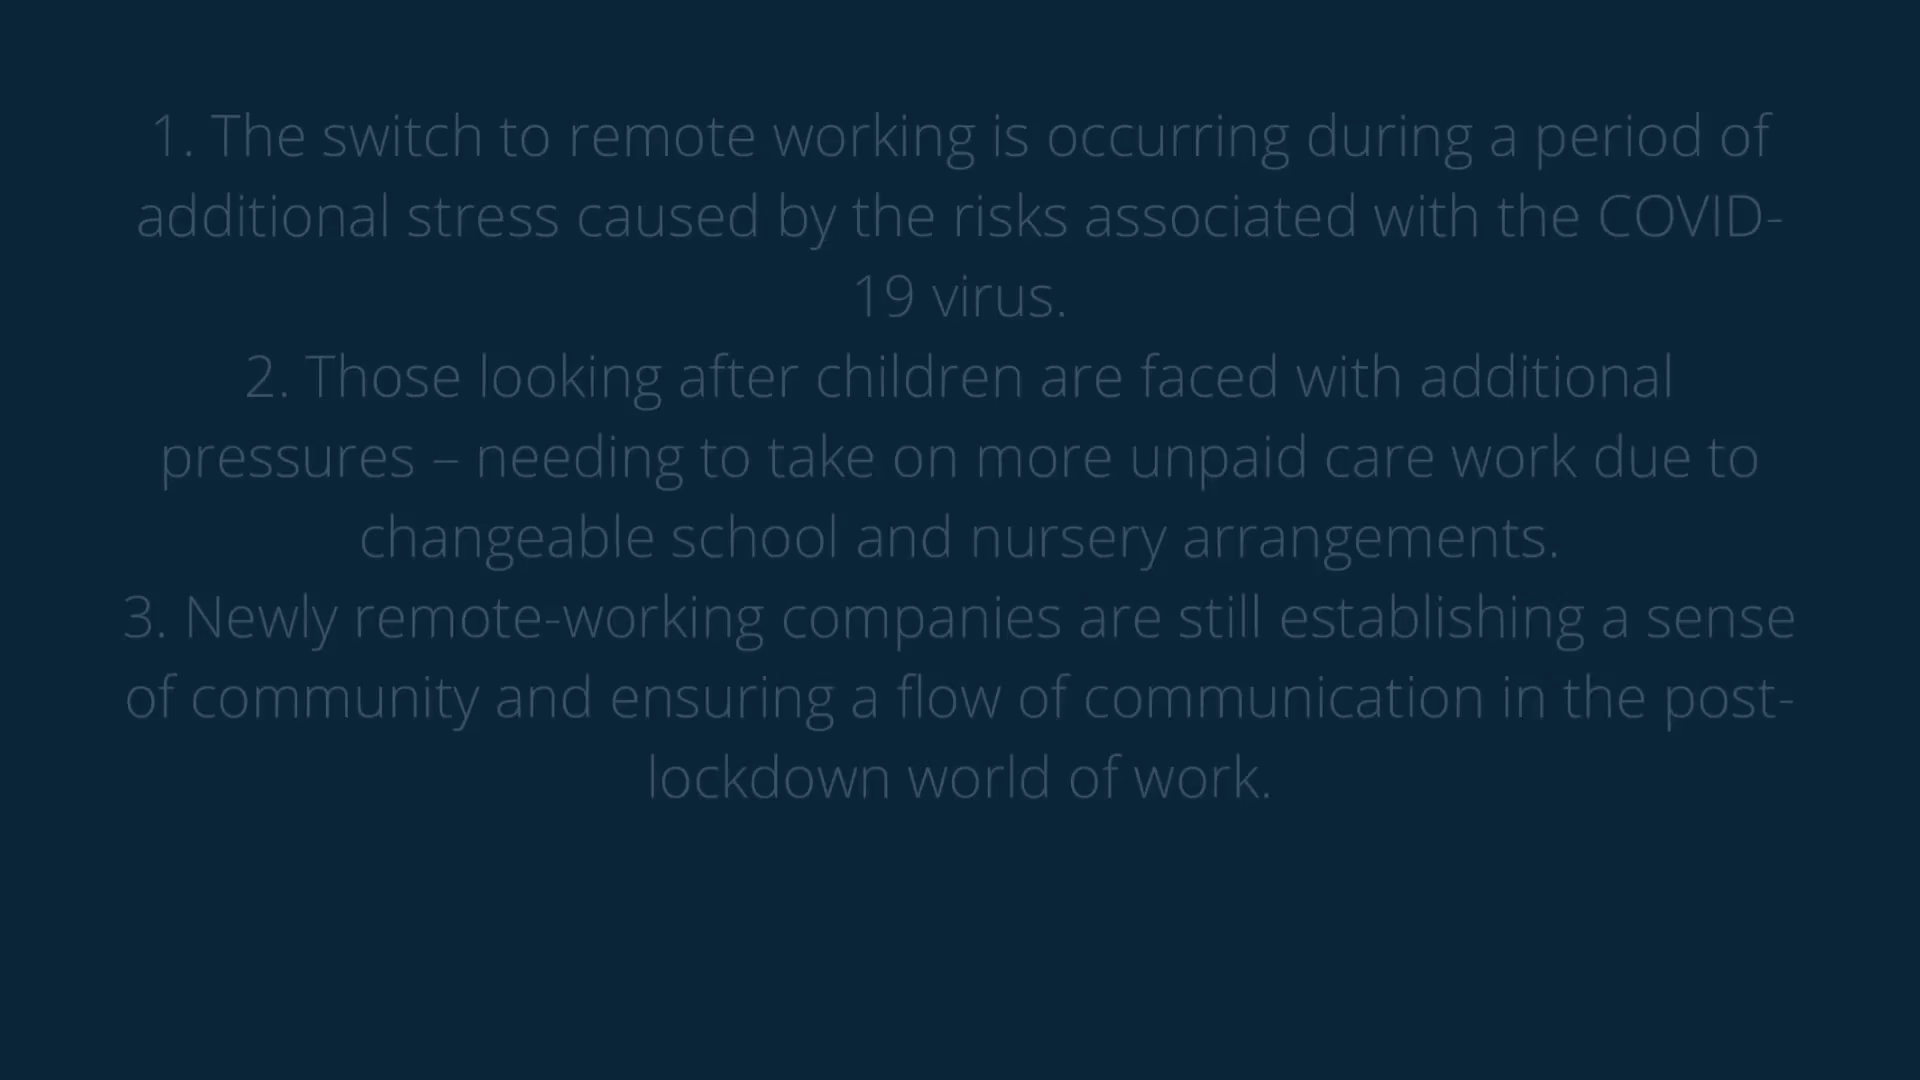 1. The switch to remote working is occurring during a period of
additional stress caused by the risks associated with the COVID-
19 virus.
2. Those looking after children are faced with additional
pressures – needing to take on more unpaid care work due to
changeable school and nursery arrangements.
3. Newly remote-working companies are still establishing a sense
of community and ensuring a flow of communication in the post-
lockdown world of work.